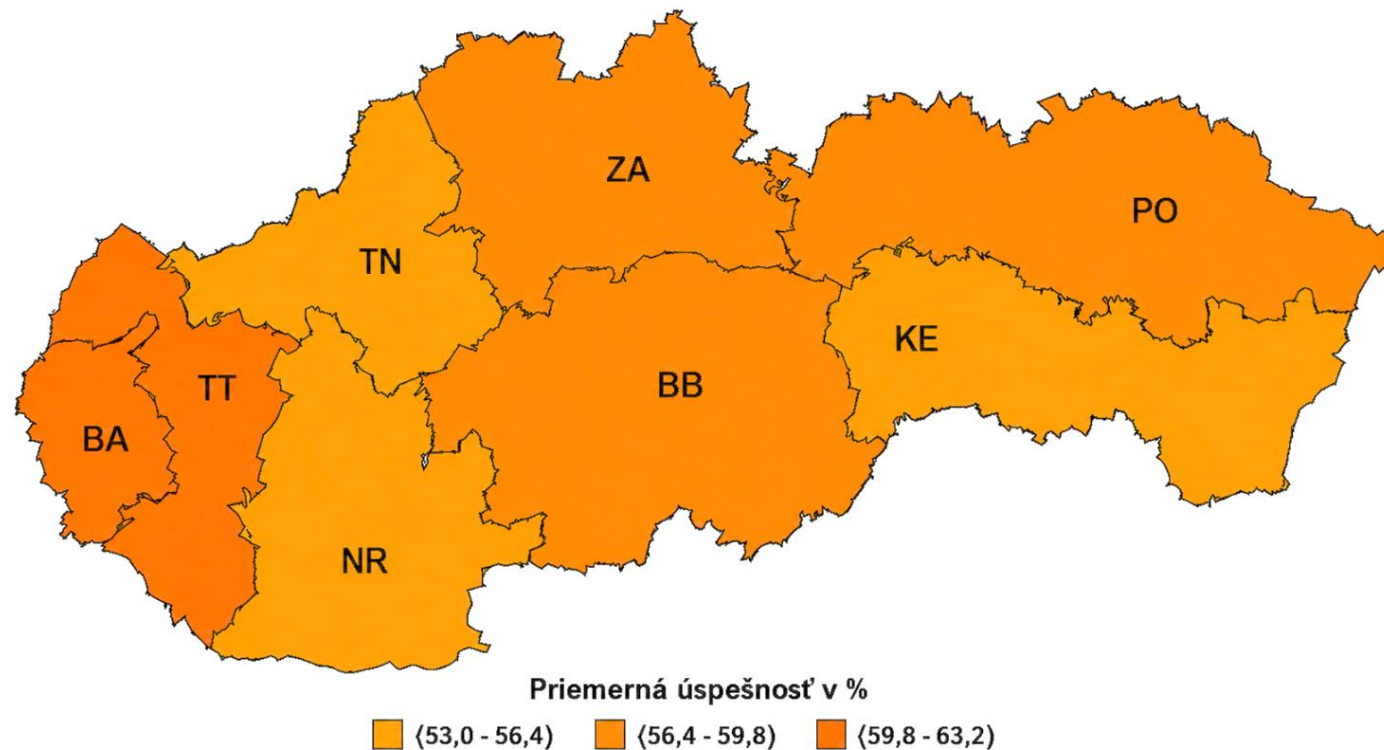 ZA
PO
TN
KE
TT
BB
BA
NR
Priemerná úspešnosť v %
⟨53,0 - 56,4) ⟨56,4 - 59,8) ⟨59,8 - 63,2)